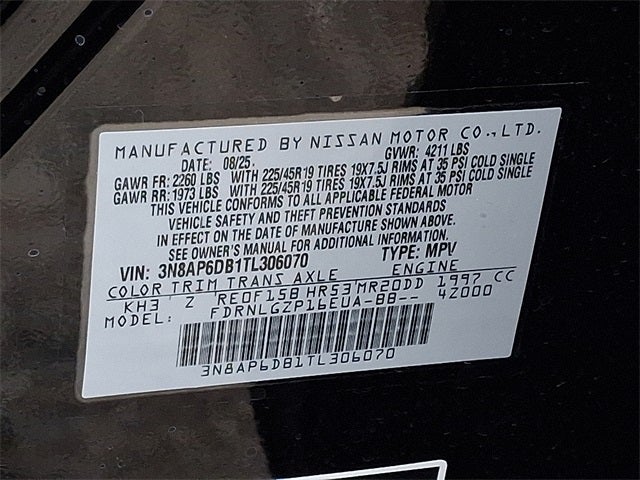 MANUFACTURED BY NISSAN MOTOR CO., LTD.
DATE: 08/25. GVWR: 4211 LBS
GAWR FR: 2260 LBS WITH 225/45R19 TIRES 19X7.5J RIMS AT 35 PSI COLD SINGLE
GAWR RR: 1973 LBS WITH 225/45R19 TIRES 19X7.5J RIMS AT 35 PSI COLD SINGLE
THIS VEHICLE CONFORMS TO ALL APPLICABLE FEDERAL MOTOR
VEHICLE SAFETY AND THEFT PREVENTION STANDARDS
IN EFFECT ON THE DATE OF MANUFACTURE SHOWN ABOVE.
SEE OWNER'S MANUAL FOR ADDITIONAL INFORMATION.
VIN: 3N8AP6DB1TL306070 TYPE: MPV
COLOR TRIM TRANS AXLE ENGINE
KH3 Z RE0F15B HR53 MR20DD 1997 CC
MODEL: FDRNLGZP16EUA-BB-- 42000
3N8AP6DB1TL306070